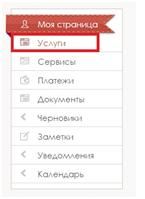 Моя страница
Услуги
Сервисы
Платежи
Документы
Черновики
Заметки
Уведомления
Календарь